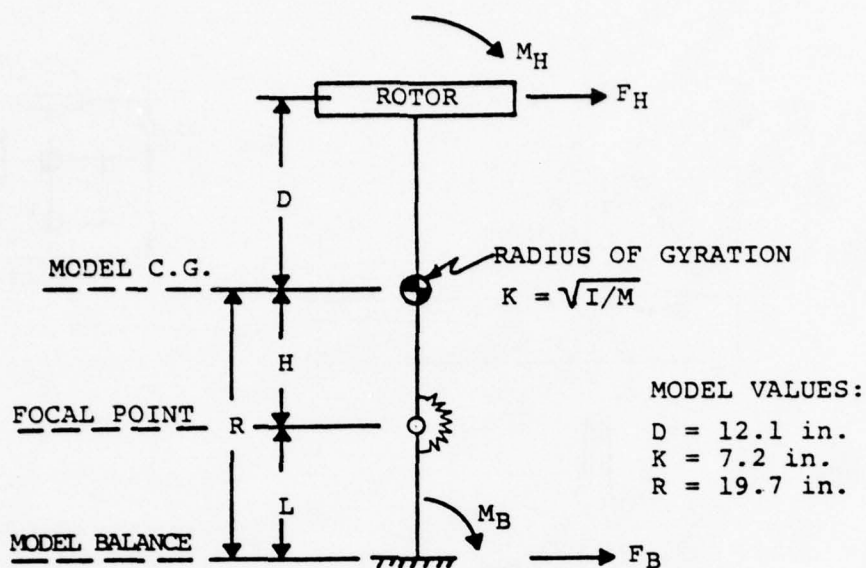 M_H
ROTOR
F_H
D
MODEL C.G.
RADIUS OF GYRATION
K = √I/M
H
FOCAL POINT
R
MODEL VALUES:
D = 12.1 in.
K = 7.2 in.
R = 19.7 in.
L
M_B
MODEL BALANCE
F_B